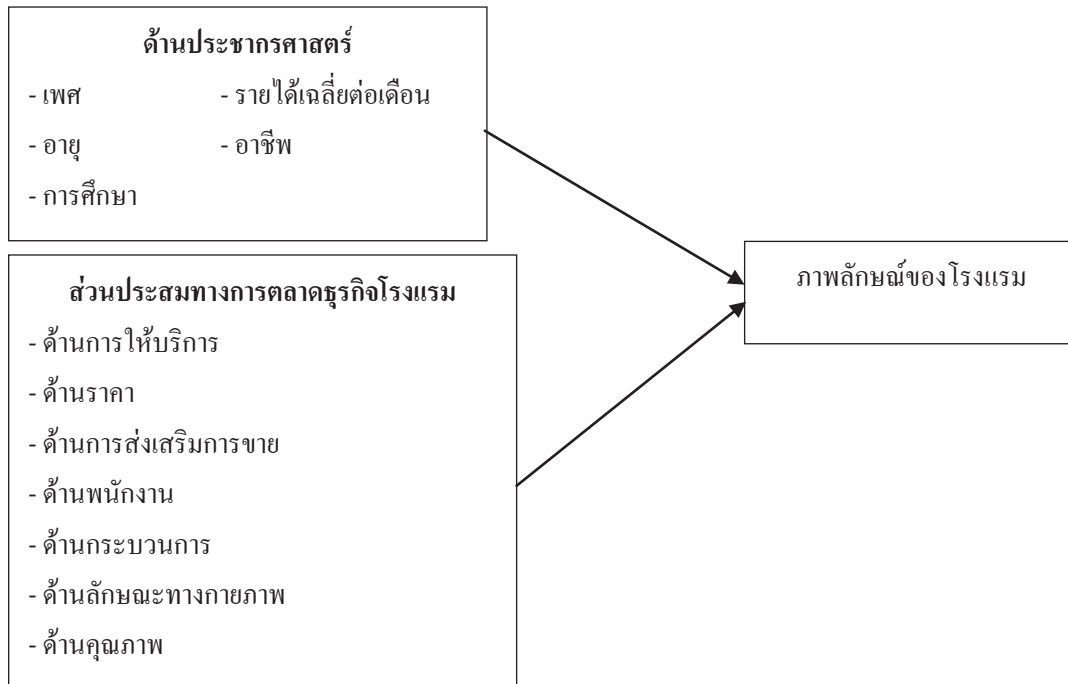 ด้านประชากรศาสตร์
- เพศ - รายได้เฉลี่ยต่อเดือน
- อายุ - อาชีพ
- การศึกษา
ส่วนประสมทางการตลาดธุรกิจโรงแรม
- ด้านการให้บริการ
- ด้านราคา
- ด้านการส่งเสริมการขาย
- ด้านพนักงาน
- ด้านกระบวนการ
- ด้านลักษณะทางกายภาพ
- ด้านคุณภาพ
ภาพลักษณ์ของโรงแรม